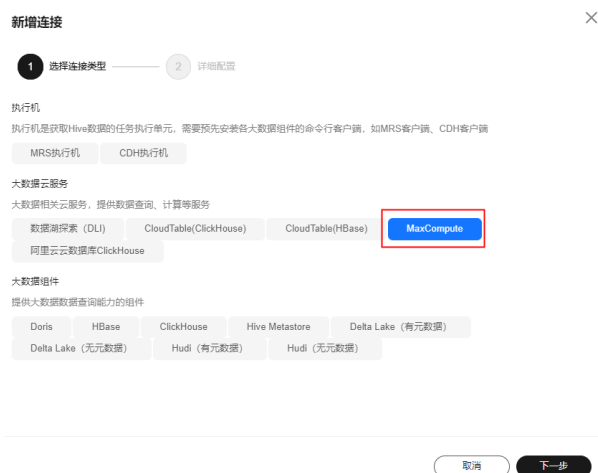 新增连接
1 选择连接类型 2 详细配置
执行机
执行机是获取Hive数据的任务执行单元，需要预先安装各大数据组件的命令行客户端，如MRS客户端、CDH客户端
MRS执行机 CDH执行机
大数据云服务
大数据相关云服务，提供数据查询、计算等服务
数据湖探索（DLI） CloudTable(ClickHouse) CloudTable(HBase) MaxCompute
阿里云云数据库ClickHouse
大数据组件
提供大数据数据查询能力的组件
Doris HBase ClickHouse Hive Metastore Delta Lake（有元数据）
Delta Lake（无元数据） Hudi（有元数据） Hudi（无元数据）
取消 下一步